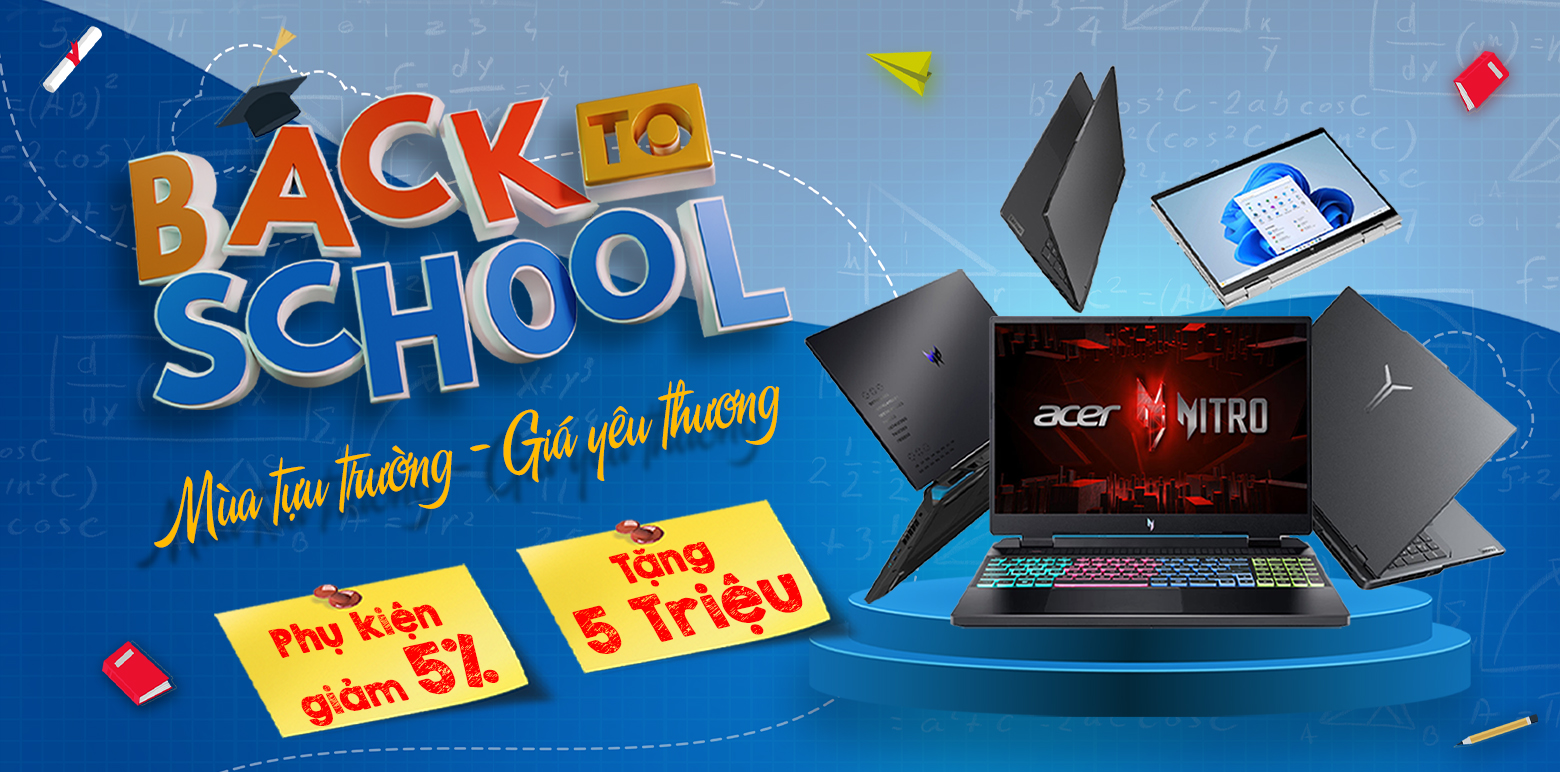 BACK TO
SCHOOL
Mùa tựu trường - Giá yêu thương
Phụ kiện
giảm 5%
Tặng
5 Triệu
acer NITRO